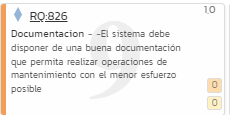 1.0
RQ:826
Documentacion - -El sistema debe
disponer de una buena documentación
que permita realizar operaciones de
mantenimiento con el menor esfuerzo
posible
9
0
0